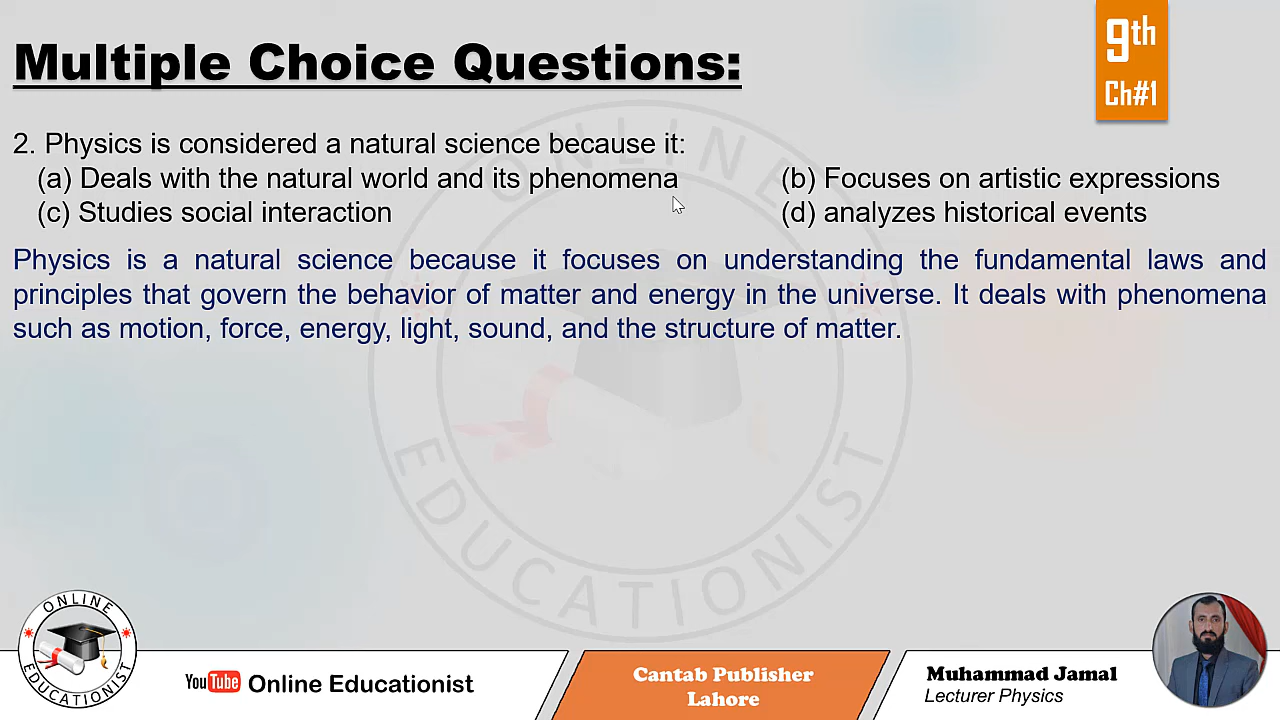 Multiple Choice Questions:
9th
Ch#1
2. Physics is considered a natural science because it:
(a) Deals with the natural world and its phenomena (b) Focuses on artistic expressions
(c) Studies social interaction (d) analyzes historical events
Physics is a natural science because it focuses on understanding the fundamental laws and
principles that govern the behavior of matter and energy in the universe. It deals with phenomena
such as motion, force, energy, light, sound, and the structure of matter.
ONLINE
EDUCATIONIST
ONLINE
EDUCATIONIST
YouTube Online Educationist
Cantab Publisher
Lahore
Muhammad Jamal
Lecturer Physics